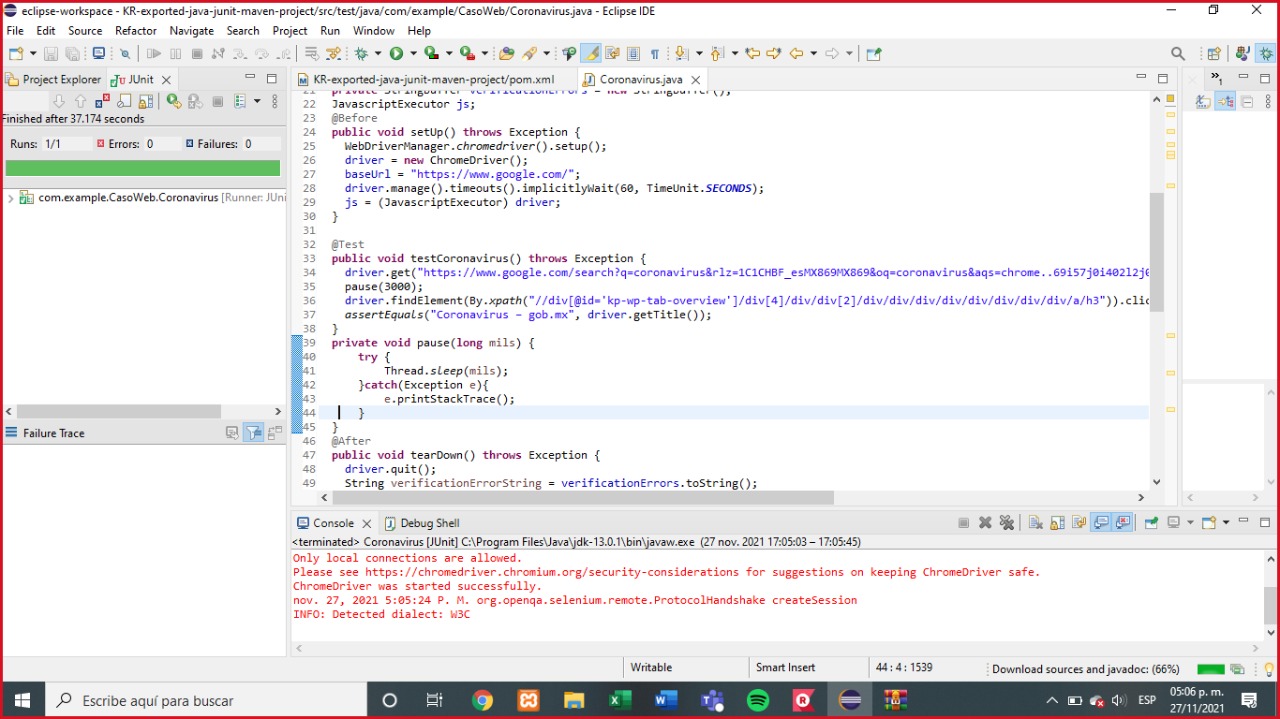 eclipse-workspace - KR-exported-java-junit-maven-project/src/test/java/com/example/CasoWeb/Coronavirus.java - Eclipse IDE
File Edit Source Refactor Navigate Search Project Run Window Help
Project Explorer JUnit
KR-exported-java-junit-maven-project/pom.xml Coronavirus.java
Finished after 37.174 seconds
Runs: 1/1 Errors: 0 Failures: 0
com.example.CasoWeb.Coronavirus [Runner: JUni
Failure Trace
21 private StringBuffer verificationErrors = new StringBuffer();
22 JavascriptExecutor js;
23 @Before
24 public void setUp() throws Exception {
25 WebDriverManager.chromedriver().setup();
26 driver = new ChromeDriver();
27 baseUrl = "https://www.google.com/";
28 driver.manage().timeouts().implicitlyWait(60, TimeUnit.SECONDS);
29 js = (JavascriptExecutor) driver;
30 }
31
32 @Test
33 public void testCoronavirus() throws Exception {
34 driver.get("https://www.google.com/search?q=coronavirus&rlz=1C1CHBF_esMX869MX869&oq=coronavirus&aqs=chrome..69i57j0i402l2j0
35 pause(3000);
36 driver.findElement(By.xpath("//div[@id='kp-wp-tab-overview']/div[4]/div/div[2]/div/div/div/div/div/div/div/div/a/h3")).clic
37 assertEquals("Coronavirus – gob.mx", driver.getTitle());
38 }
39 private void pause(long mils) {
40 try {
41 Thread.sleep(mils);
42 }catch(Exception e){
43 e.printStackTrace();
44 }
45 }
46 @After
47 public void tearDown() throws Exception {
48 driver.quit();
49 String verificationErrorString = verificationErrors.toString();
Console Debug Shell
<terminated> Coronavirus [JUnit] C:\Program Files\Java\jdk-13.0.1\bin\javaw.exe (27 nov. 2021 17:05:03 – 17:05:45)
Only local connections are allowed.
Please see https://chromedriver.chromium.org/security-considerations for suggestions on keeping ChromeDriver safe.
ChromeDriver was started successfully.
nov. 27, 2021 5:05:24 P. M. org.openqa.selenium.remote.ProtocolHandshake createSession
INFO: Detected dialect: W3C
Writable Smart Insert 44 : 4 : 1539 Download sources and javadoc: (66%)
Escribe aquí para buscar
ESP
05:06 p. m.
27/11/2021